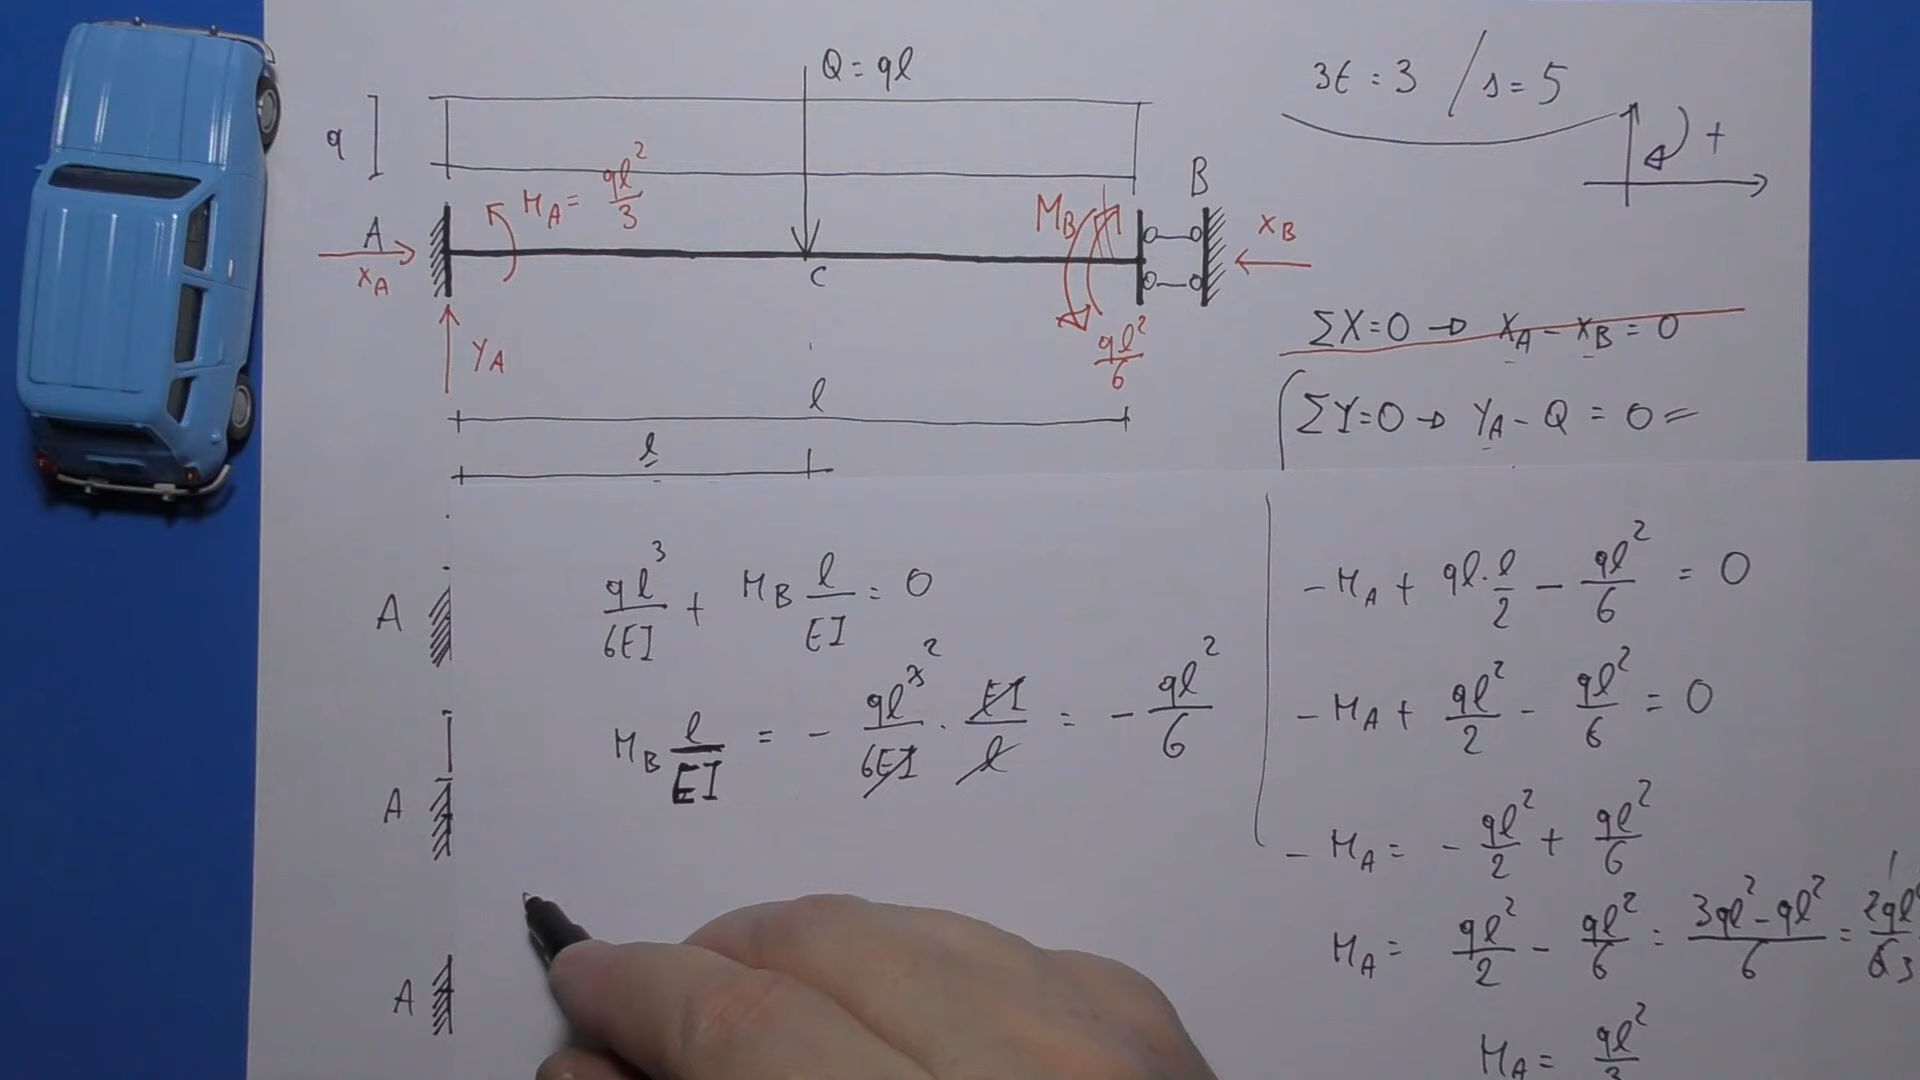 Q = ql
3t = 3 / s = 5
+
q
M_A = ql²/3
M_B
B
X_B
A
X_A
C
Y_A
ql²/6
l
l
ΣX=0 → X_A - X_B = 0
ΣY=0 → Y_A - Q = 0
A
ql³/6EI + M_B l/EI = 0
M_B l/EI = - ql³/6EI · EI/l = - ql²/6
A
A
- M_A + ql · l/2 - ql²/6 = 0
- M_A + ql²/2 - ql²/6 = 0
- M_A = - ql²/2 + ql²/6
M_A = ql²/2 - ql²/6 = 3ql² - ql²/6 = 2ql
M_A = ql²/3